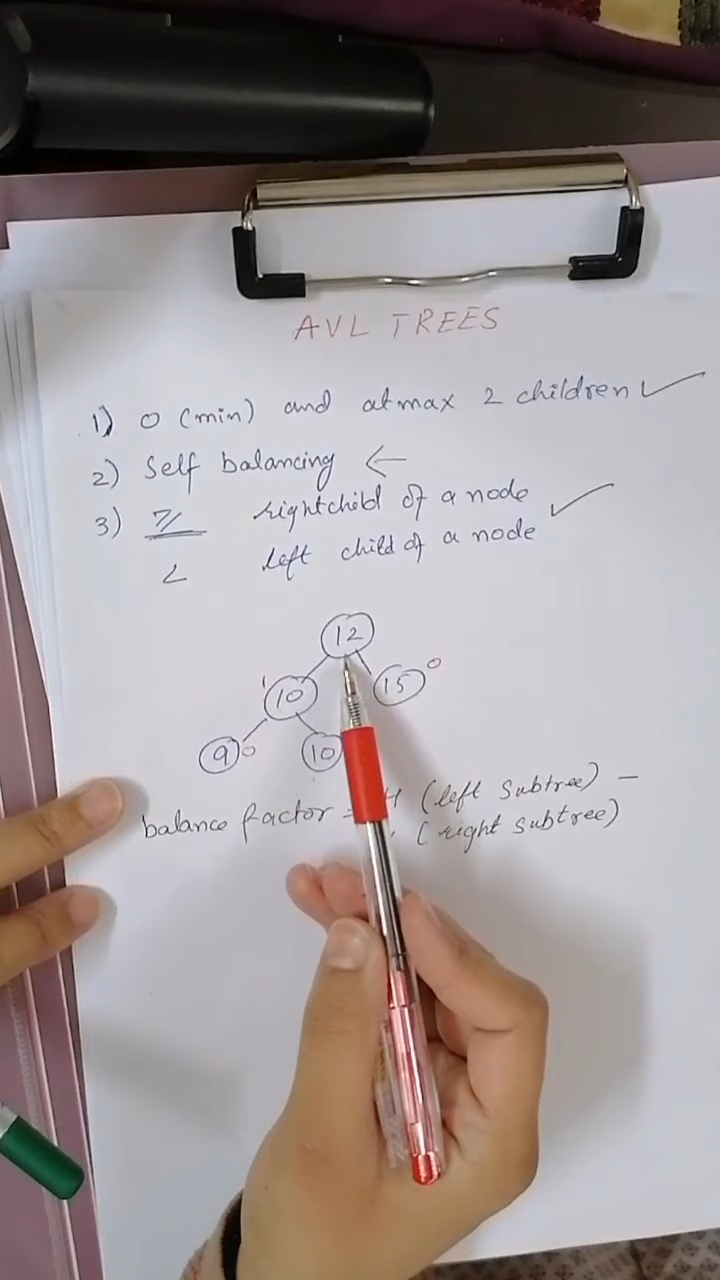 AVL TREES
1) 0 (min) and atmax 2 children ✓
2) Self balancing ←
3) ≥ rightchild of a node ✓
< left child of a node
12
1 10 15 0
9 0 10
balance factor = H (left subtree) -
(right subtree)